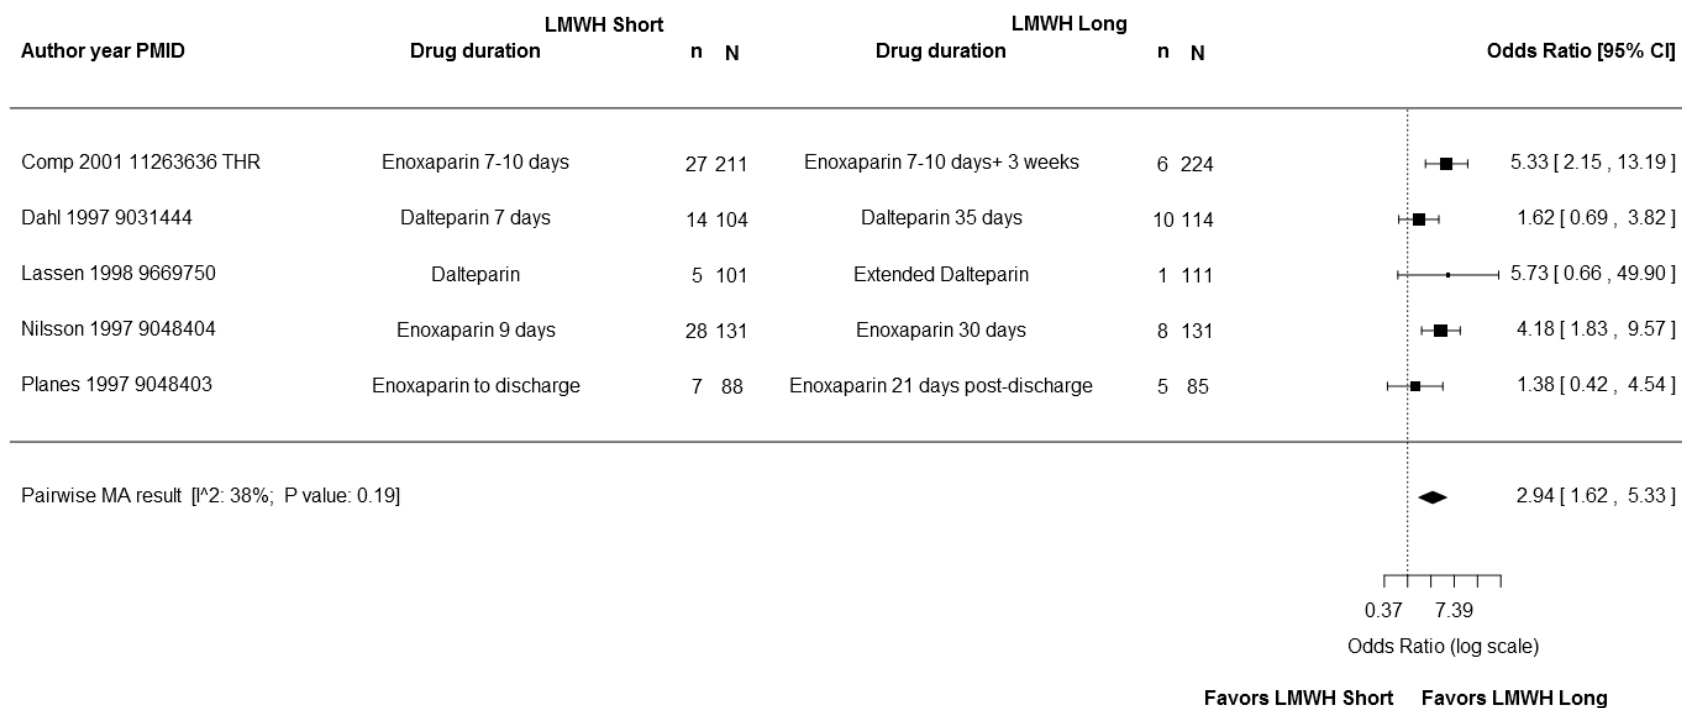 LMWH Short LMWH Long
Author year PMID Drug duration n N Drug duration n N Odds Ratio [95% CI]
Comp 2001 11263636 THR Enoxaparin 7-10 days 27 211 Enoxaparin 7-10 days+ 3 weeks 6 224 5.33 [ 2.15 , 13.19 ]
Dahl 1997 9031444 Dalteparin 7 days 14 104 Dalteparin 35 days 10 114 1.62 [ 0.69 , 3.82 ]
Lassen 1998 9669750 Dalteparin 5 101 Extended Dalteparin 1 111 5.73 [ 0.66 , 49.90 ]
Nilsson 1997 9048404 Enoxaparin 9 days 28 131 Enoxaparin 30 days 8 131 4.18 [ 1.83 , 9.57 ]
Planes 1997 9048403 Enoxaparin to discharge 7 88 Enoxaparin 21 days post-discharge 5 85 1.38 [ 0.42 , 4.54 ]
Pairwise MA result [I^2: 38%; P value: 0.19] 2.94 [ 1.62 , 5.33 ]
0.37 7.39
Odds Ratio (log scale)
Favors LMWH Short Favors LMWH Long